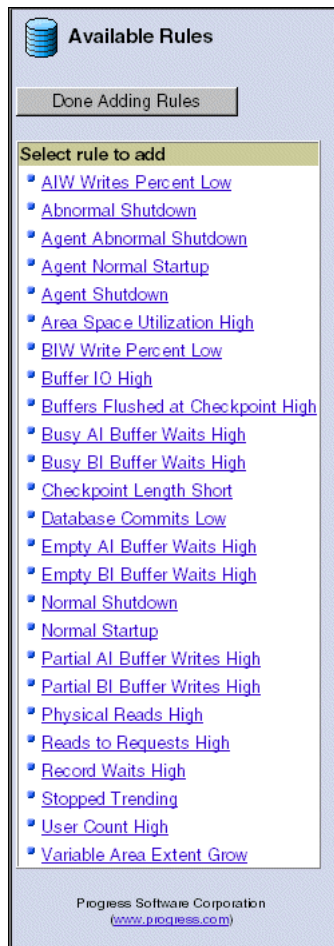 Available Rules
Done Adding Rules
Select rule to add
AIW Writes Percent Low
Abnormal Shutdown
Agent Abnormal Shutdown
Agent Normal Startup
Agent Shutdown
Area Space Utilization High
BIW Write Percent Low
Buffer IO High
Buffers Flushed at Checkpoint High
Busy AI Buffer Waits High
Busy BI Buffer Waits High
Checkpoint Length Short
Database Commits Low
Empty AI Buffer Waits High
Empty BI Buffer Waits High
Normal Shutdown
Normal Startup
Partial AI Buffer Writes High
Partial BI Buffer Writes High
Physical Reads High
Reads to Requests High
Record Waits High
Stopped Trending
User Count High
Variable Area Extent Grow
Progress Software Corporation
(www.progress.com)